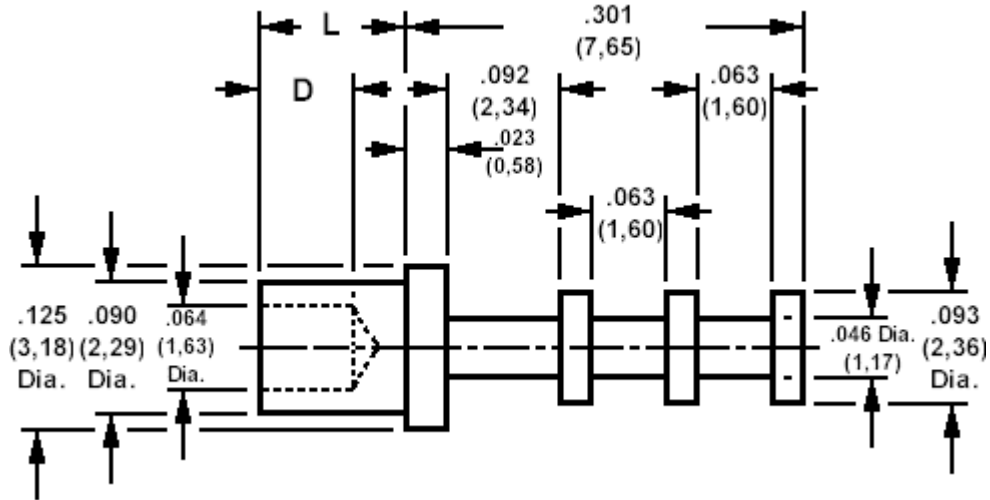 L
.301
(7,65)
D
.092
(2,34)
.063
(1,60)
.023
(0,58)
.063
(1,60)
.125
(3,18)
Dia.
.090
(2,29)
Dia.
.064
(1,63)
Dia.
.046 Dia.
(1,17)
.093
(2,36)
Dia.